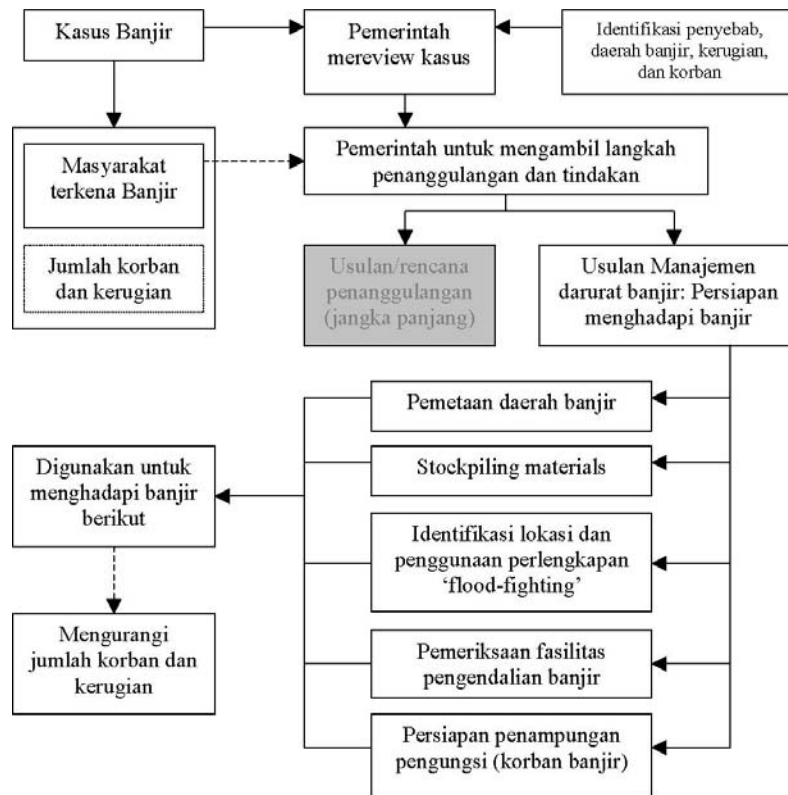 Kasus Banjir
Pemerintah
mereview kasus
Identifikasi penyebab,
daerah banjir, kerugian,
dan korban
Masyarakat
terkena Banjir
Jumlah korban
dan kerugian
Pemerintah untuk mengambil langkah
penanggulangan dan tindakan
Usulan/rencana
penanggulangan
(jangka panjang)
Usulan Manajemen
darurat banjir: Persiapan
menghadapi banjir
Pemetaan daerah banjir
Stockpiling materials
Identifikasi lokasi dan
penggunaan perlengkapan
‘flood-fighting’
Pemeriksaan fasilitas
pengendalian banjir
Persiapan penampungan
pengungsi (korban banjir)
Digunakan untuk
menghadapi banjir
berikut
Mengurangi
jumlah korban dan
kerugian